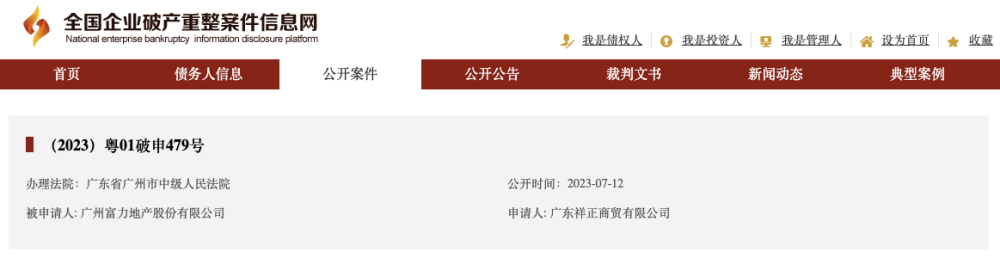 全国企业破产重整案件信息网
National enterprise bankruptcy information disclosure platform
我是债权人 我是投资人 我是管理人 设为首页 收藏
首页 债务人信息 公开案件 公开公告 裁判文书 新闻动态 典型案例
（2023）粤01破申479号
办理法院：广东省广州市中级人民法院 公开时间：2023-07-12
被申请人: 广州富力地产股份有限公司 申请人: 广东祥正商贸有限公司